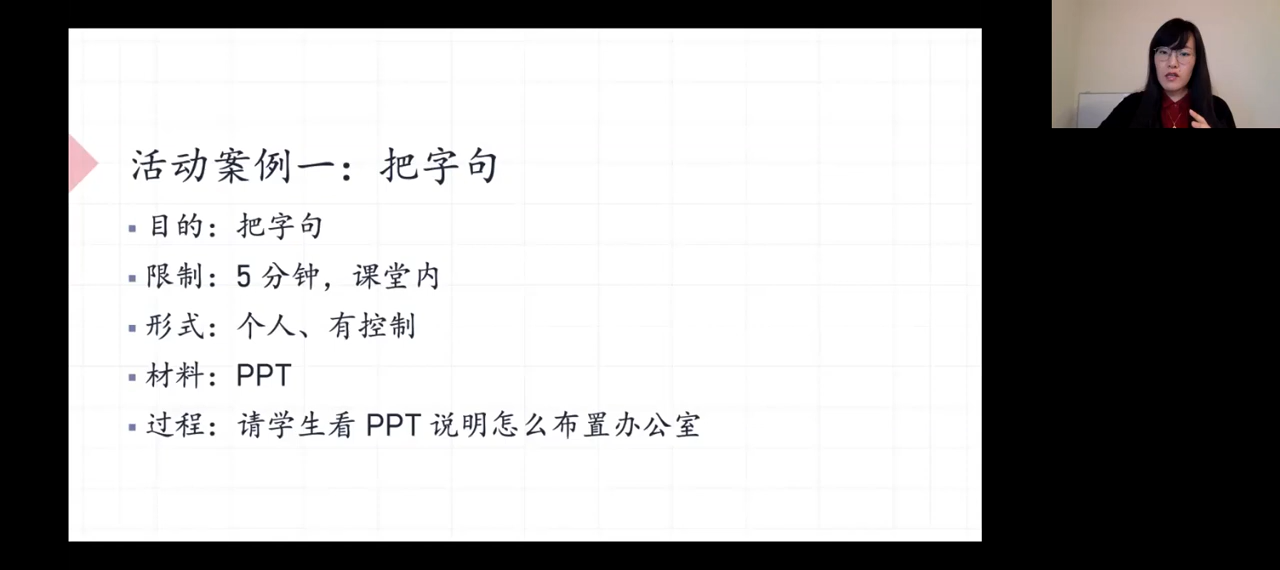 活动案例一：把字句
▪ 目的：把字句
▪ 限制：5 分钟，课堂内
▪ 形式：个人、有控制
▪ 材料：PPT
▪ 过程：请学生看 PPT 说明怎么布置办公室